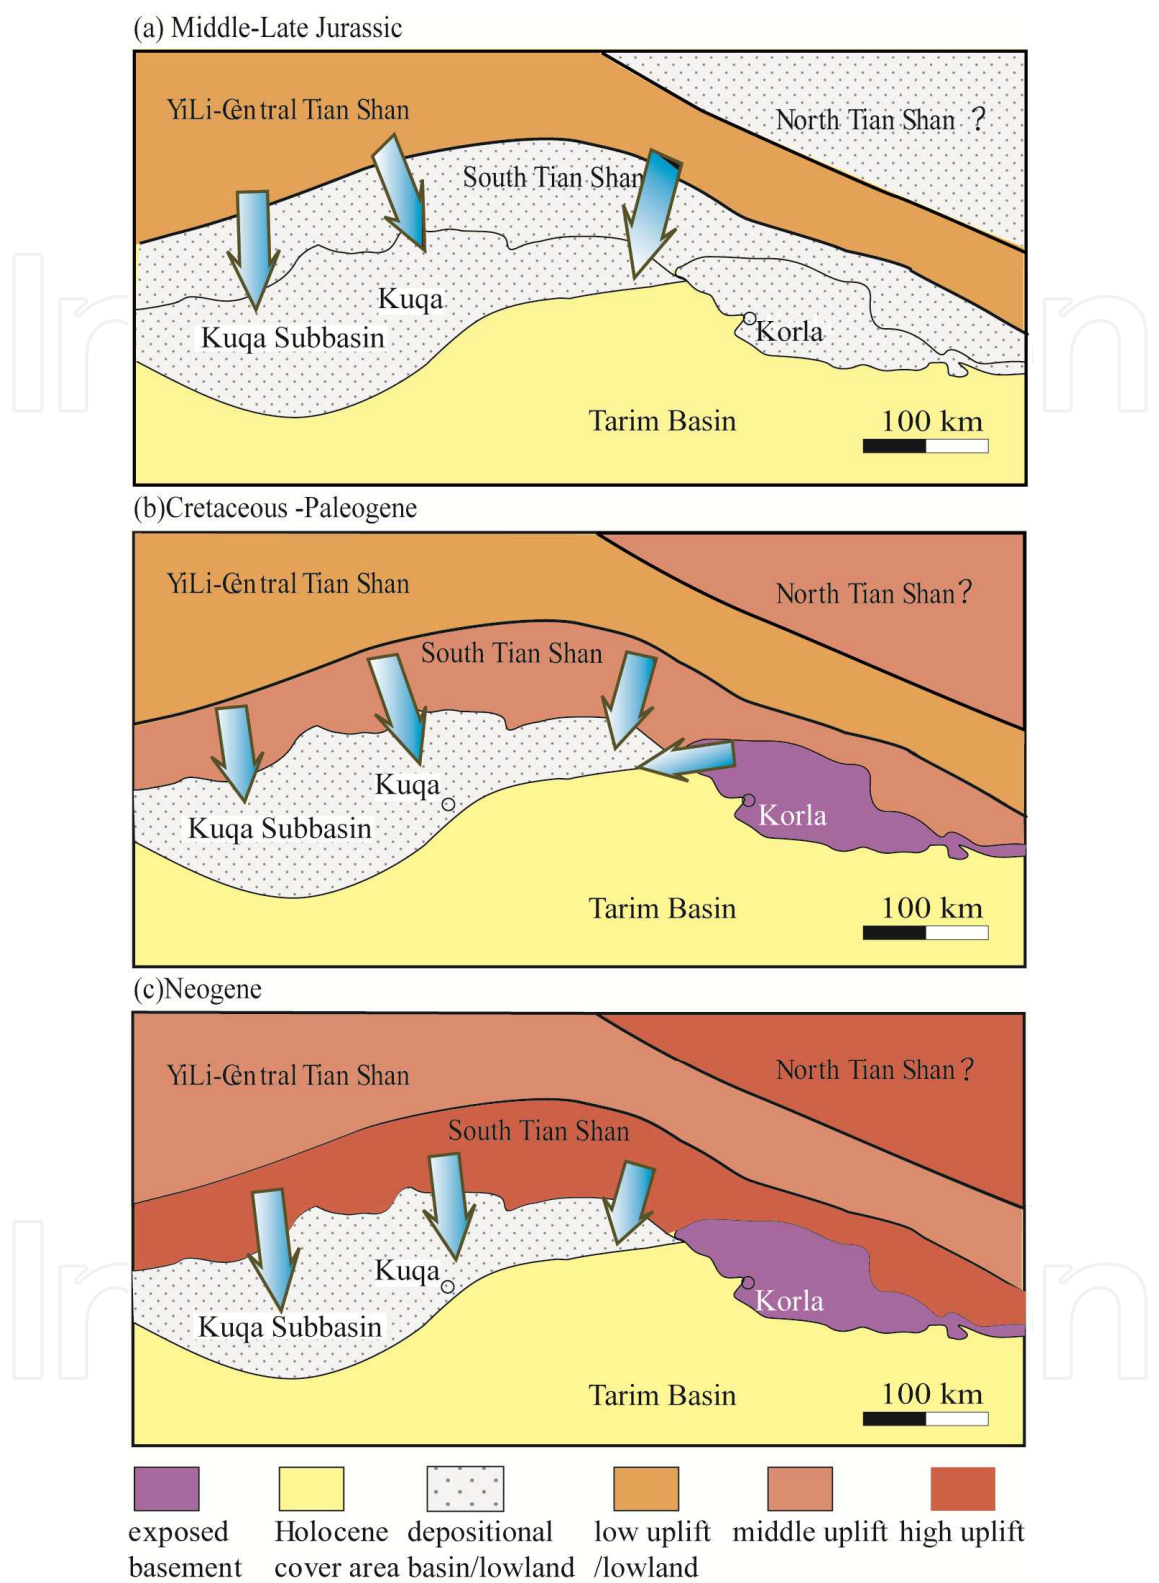 (a) Middle-Late Jurassic
YiLi-Central Tian Shan
North Tian Shan ?
South Tian Shan
Kuqa
Kuqa Subbasin
Korla
Tarim Basin
100 km
(b)Cretaceous -Paleogene
YiLi-Central Tian Shan
North Tian Shan?
South Tian Shan
Kuqa
Kuqa Subbasin
Korla
Tarim Basin
100 km
(c)Neogene
YiLi-Central Tian Shan
North Tian Shan?
South Tian Shan
Kuqa
Kuqa Subbasin
Korla
Tarim Basin
100 km
exposed
basement
Holocene
cover area
depositional
basin/lowland
low uplift
/lowland
middle uplift
high uplift